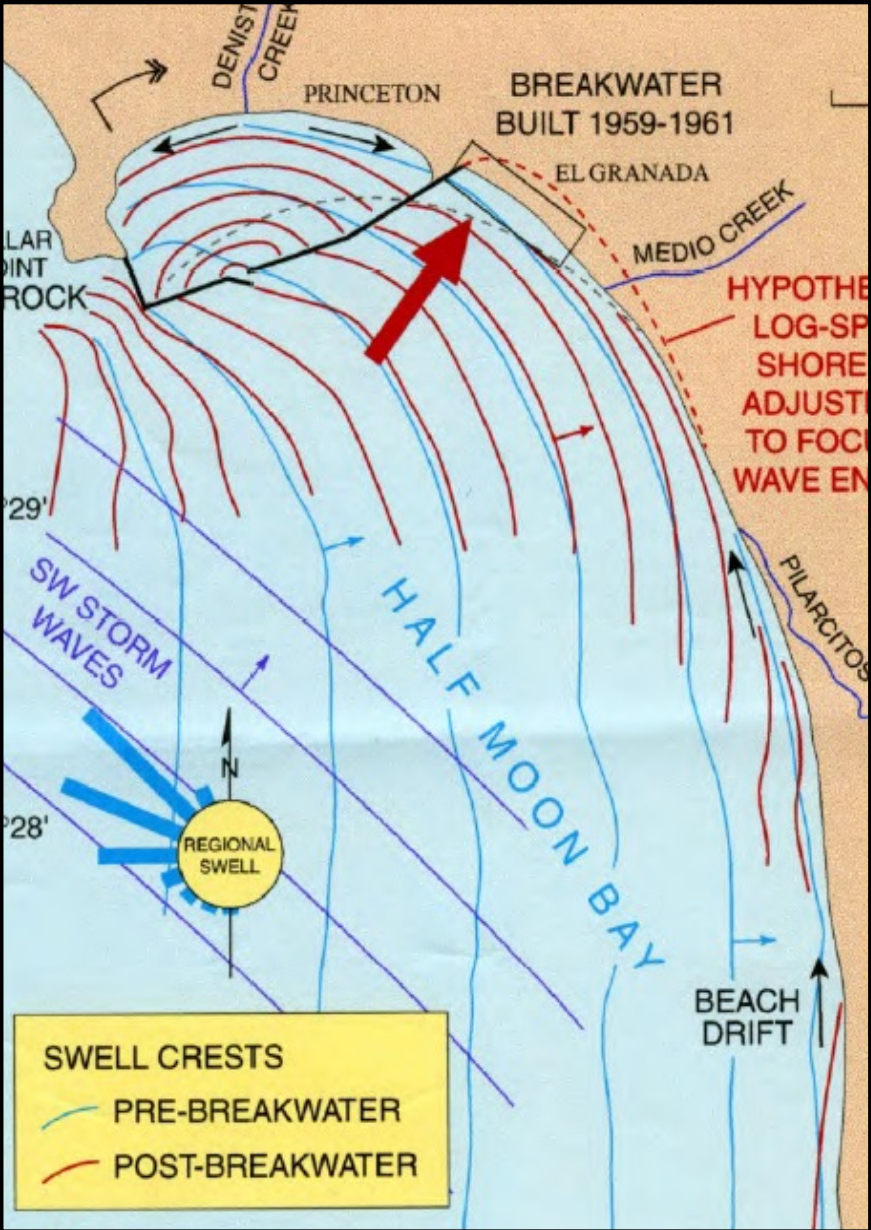 DENIST
CREEK
PRINCETON
BREAKWATER
BUILT 1959-1961
EL GRANADA
MEDIO CREEK
LAR
OINT
ROCK
HYPOTHE
LOG-SP
SHORE
ADJUSTI
TO FOCU
WAVE EN
°29'
SW STORM
WAVES
HALF MOON BAY
PILARCITOS
N
°28'
REGIONAL
SWELL
BEACH
DRIFT
SWELL CRESTS
PRE-BREAKWATER
POST-BREAKWATER